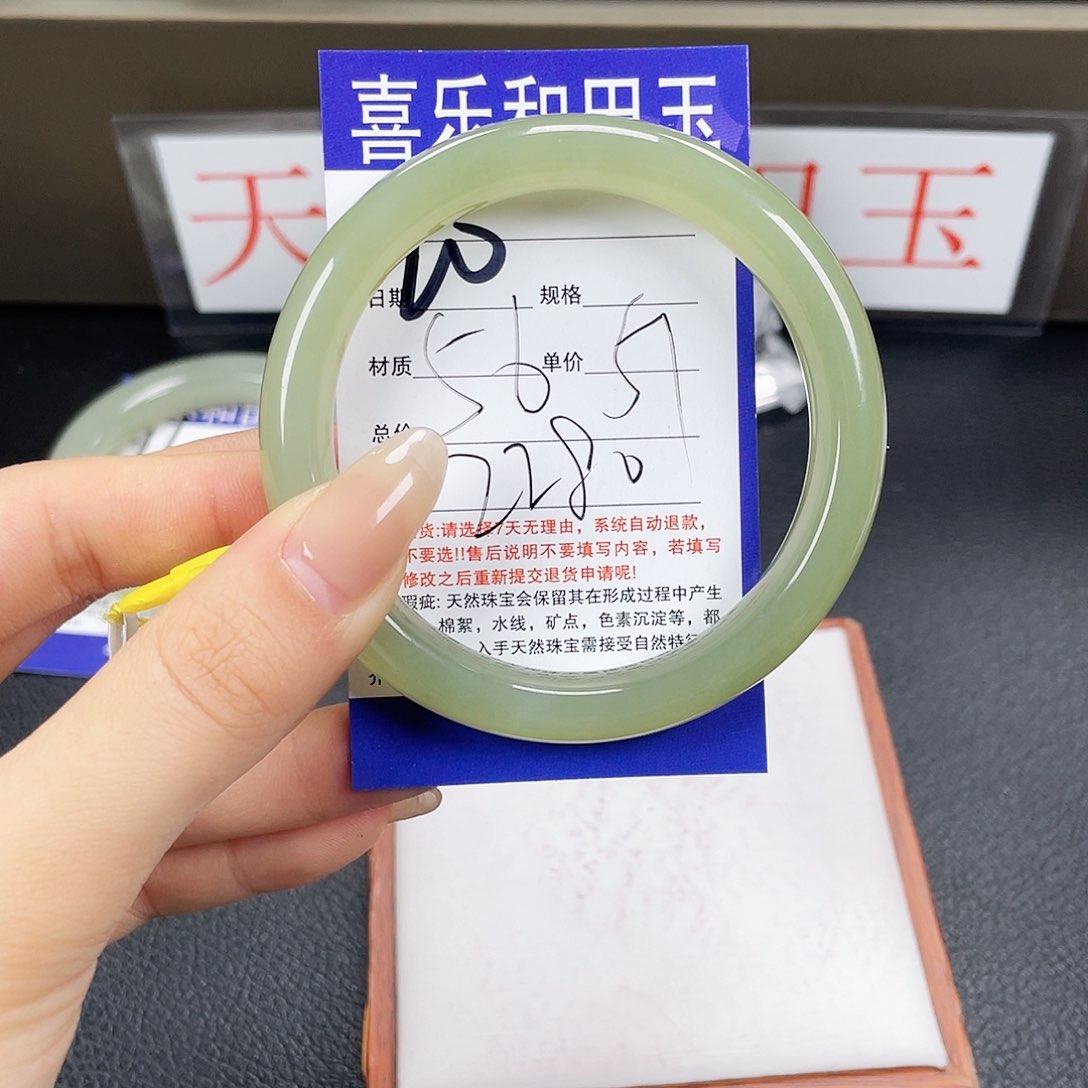 喜乐和田玉
天 玉
日期 规格
材质 单价
56 59
总价
2280
货:请选择7天无理由，系统自动退款，
不要选!!售后说明不要填写内容，若填写
修改之后重新提交退货申请呢!
瑕疵: 天然珠宝会保留其在形成过程中产生
棉絮，水线，矿点，色素沉淀等，都
入手天然珠宝需接受自然特征
介